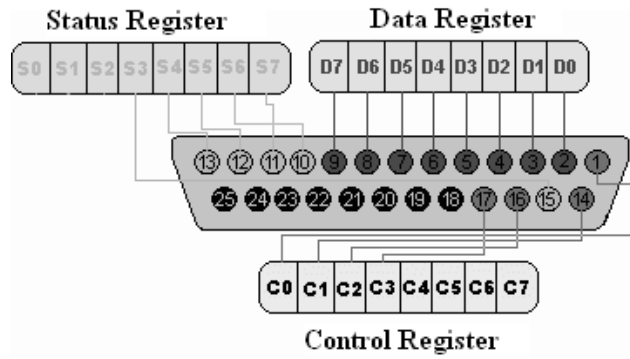 Status Register Data Register
S0 S1 S2 S3 S4 S5 S6 S7 D7 D6 D5 D4 D3 D2 D1 D0
13 12 11 10 9 8 7 6 5 4 3 2 1
25 24 23 22 21 20 19 18 17 16 15 14
C0 C1 C2 C3 C4 C5 C6 C7
Control Register